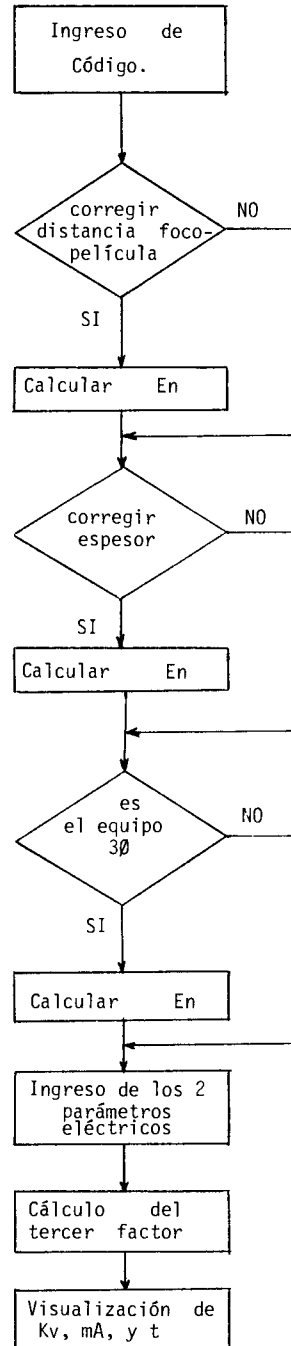 Ingreso de
Código.
corregir
distancia foco-
película
NO
SI
Calcular En
corregir
espesor
NO
SI
Calcular En
es
el equipo
3Ø
NO
SI
Calcular En
Ingreso de los 2
parámetros
eléctricos
Cálculo del
tercer factor
Visualización de
Kv, mA, y t